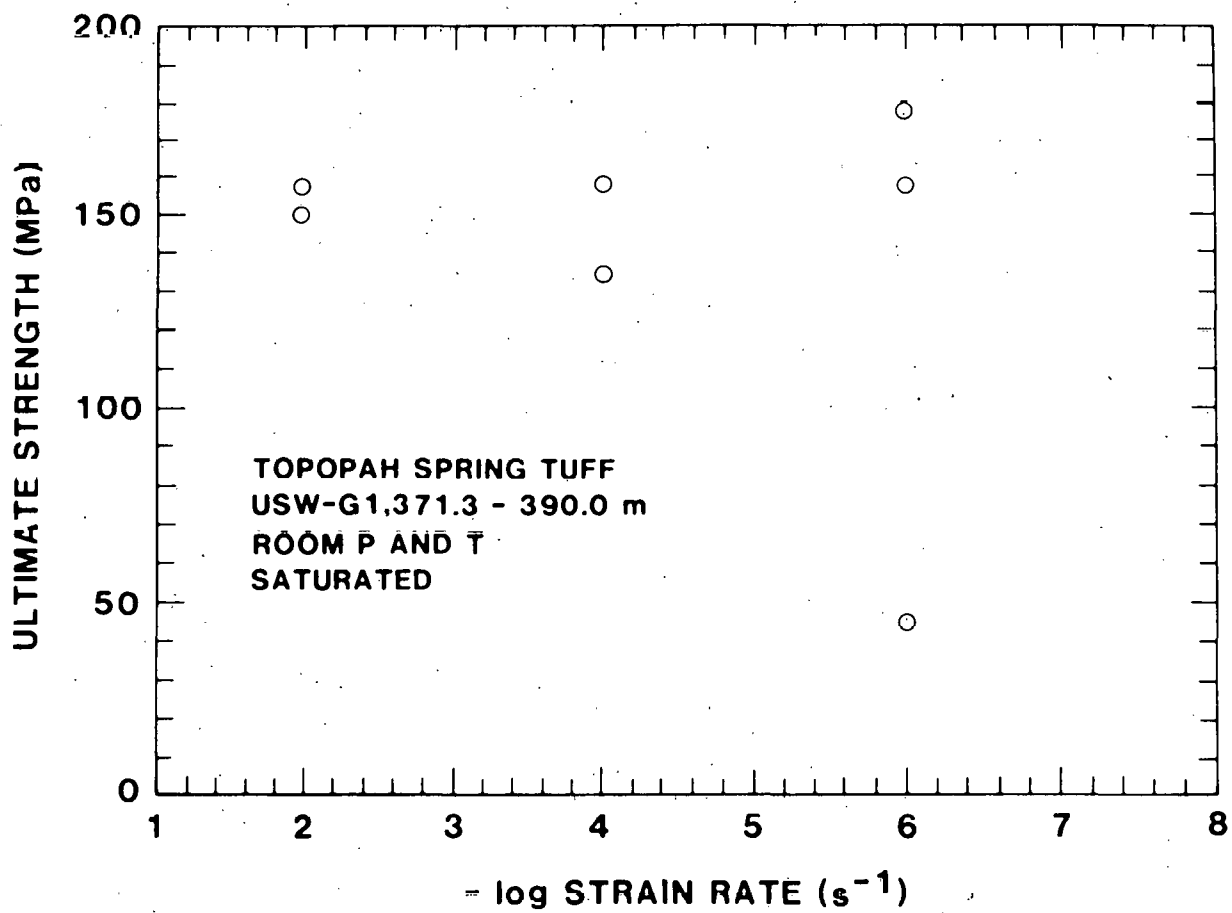 ULTIMATE STRENGTH (MPa)
200
150
100
50
0
TOPOPAH SPRING TUFF
USW-G1,371.3 - 390.0 m
ROOM P AND T
SATURATED
1 2 3 4 5 6 7 8
- log STRAIN RATE (s⁻¹)